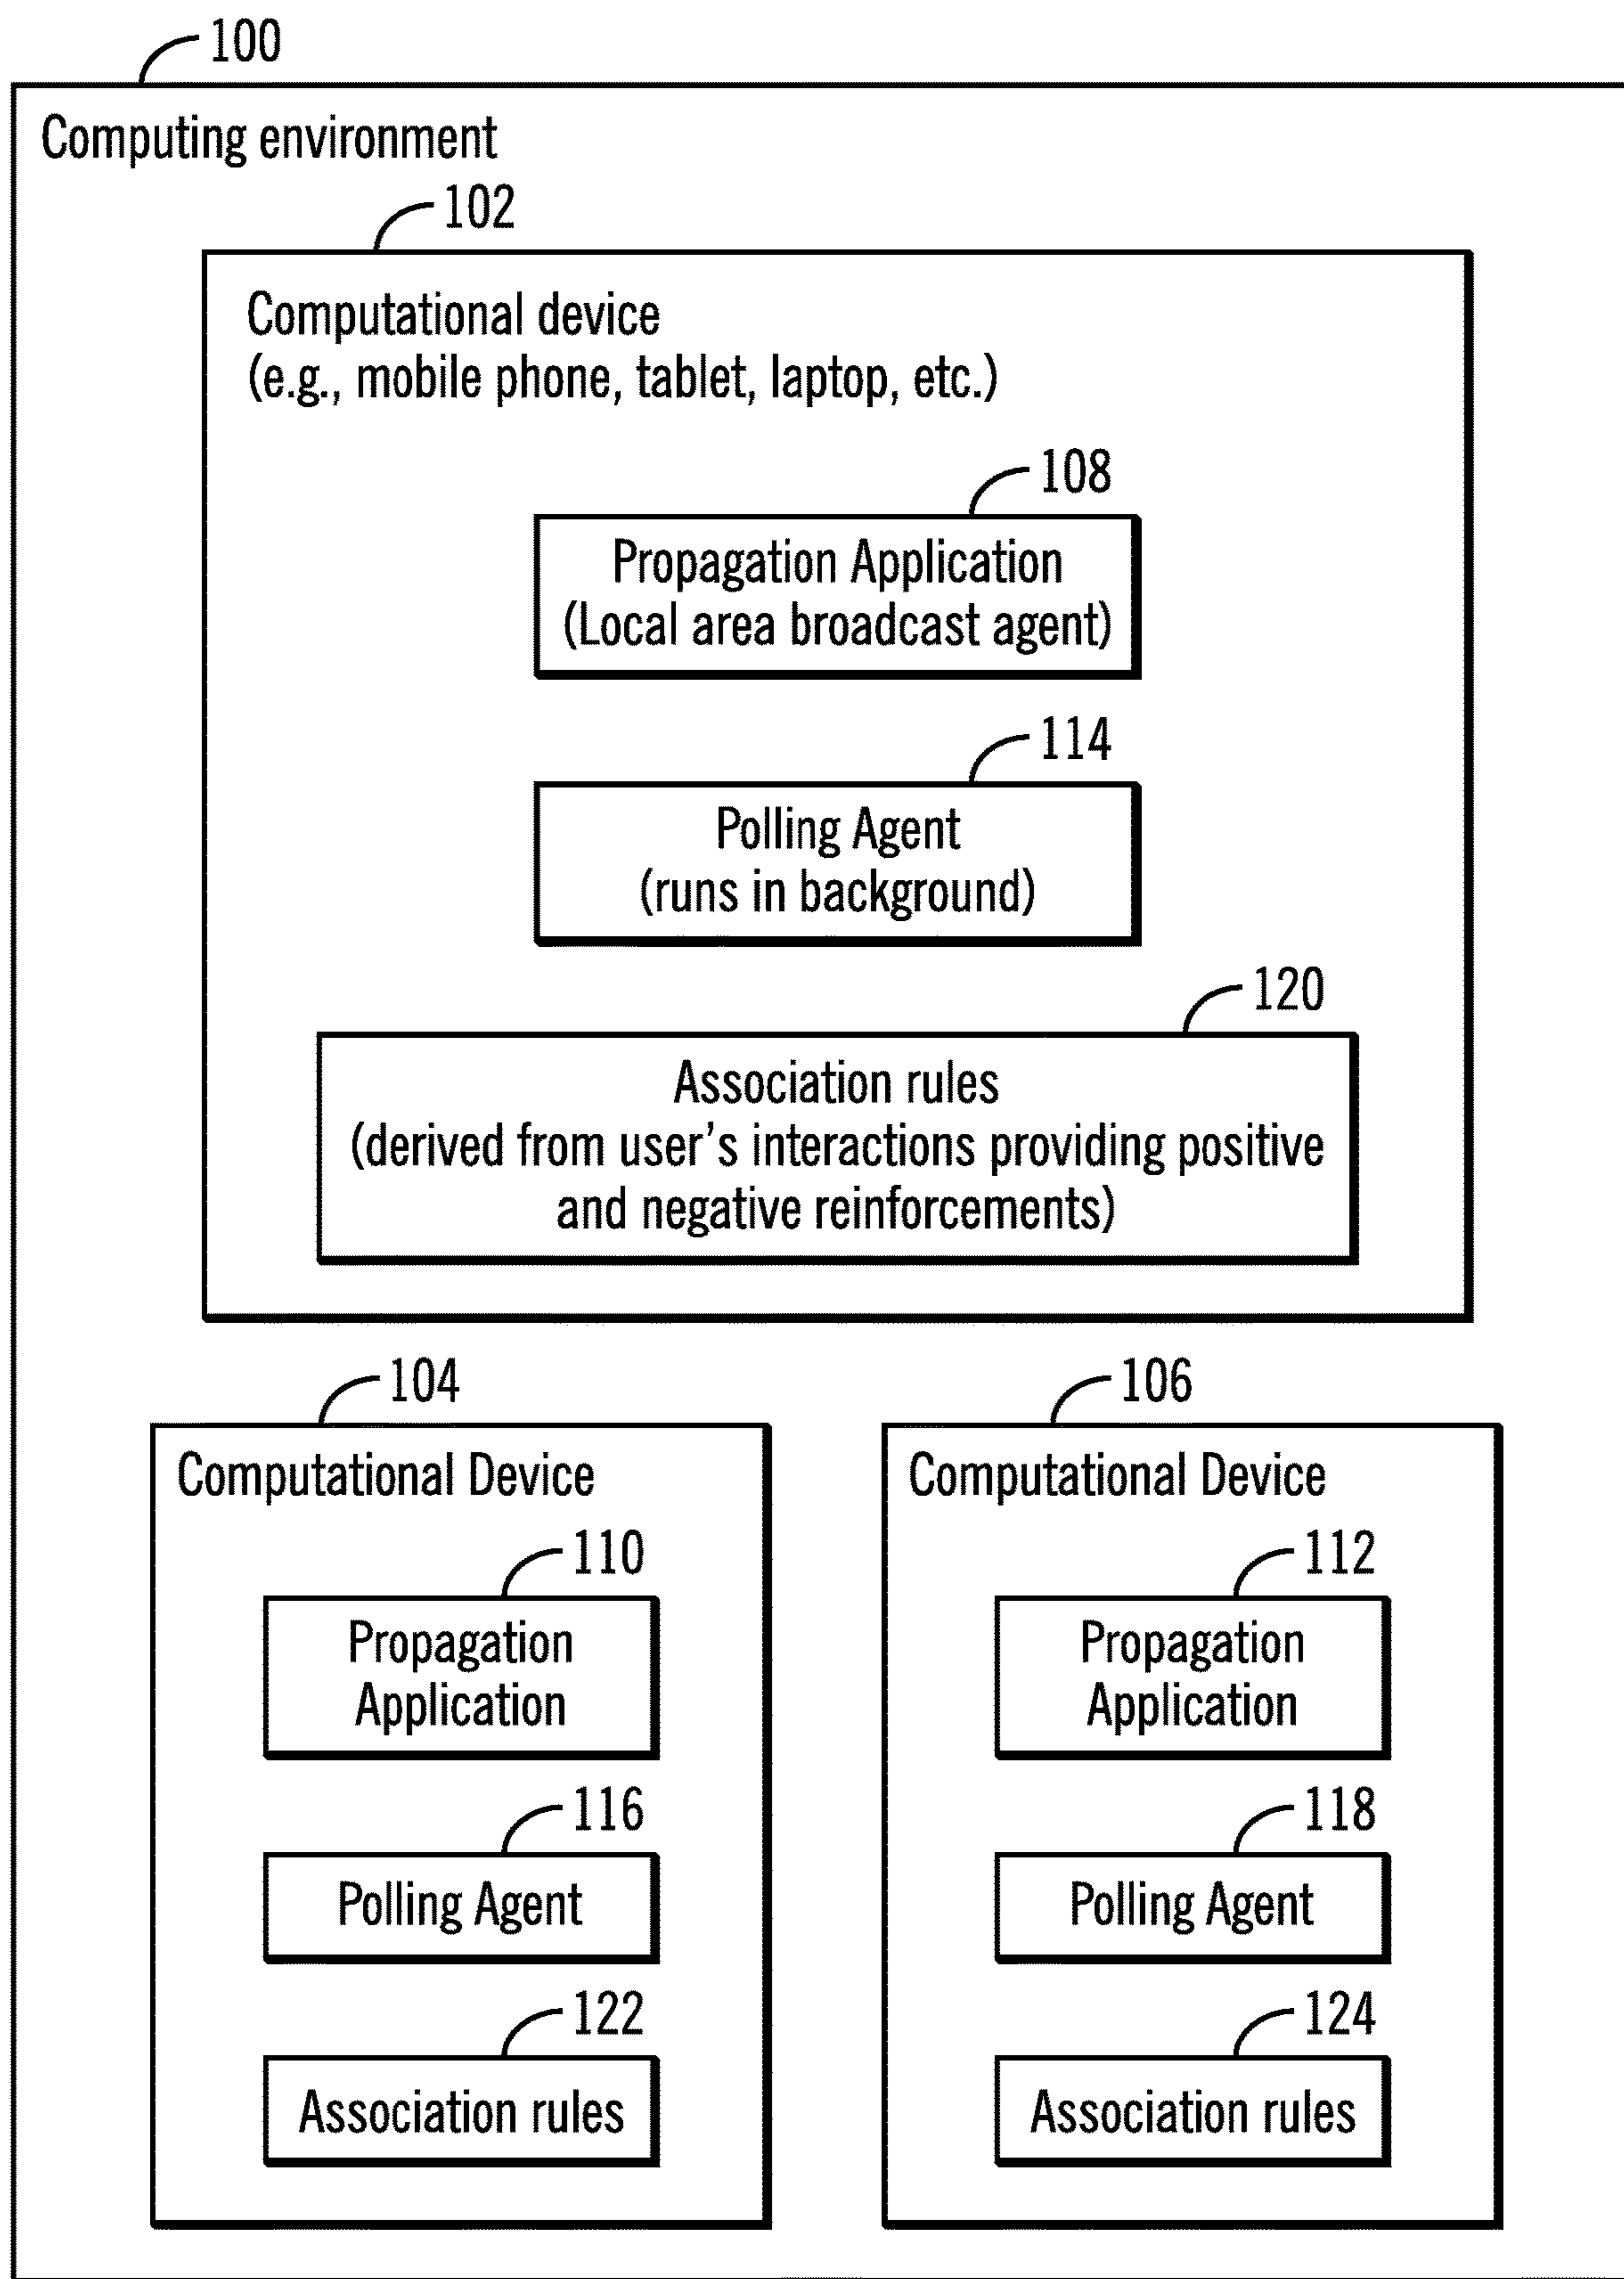 100
Computing environment
102
Computational device
(e.g., mobile phone, tablet, laptop, etc.)
108
Propagation Application
(Local area broadcast agent)
114
Polling Agent
(runs in background)
120
Association rules
(derived from user's interactions providing positive
and negative reinforcements)
104
Computational Device
110
Propagation
Application
116
Polling Agent
122
Association rules
106
Computational Device
112
Propagation
Application
118
Polling Agent
124
Association rules